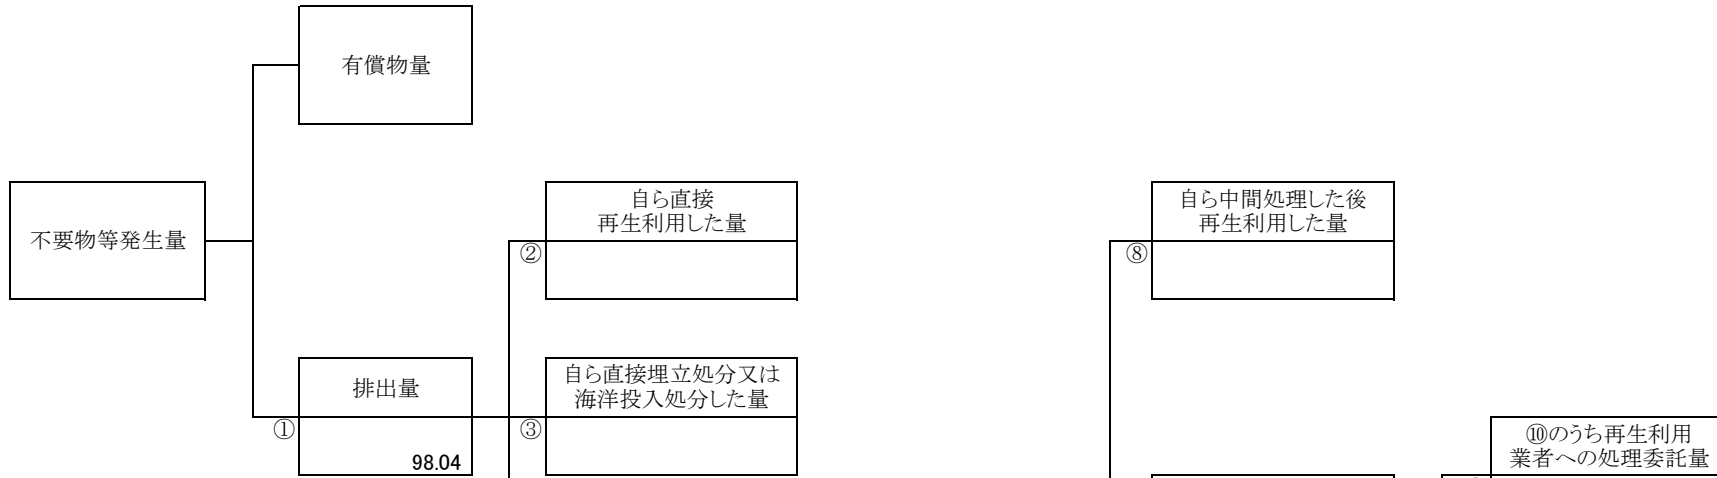 有償物量
不要物等発生量
自ら直接
再生利用した量
②
自ら中間処理した後
再生利用した量
⑧
排出量
①
98.04
自ら直接埋立処分又は
海洋投入処分した量
③
⑩のうち再生利用
業者への処理委託量